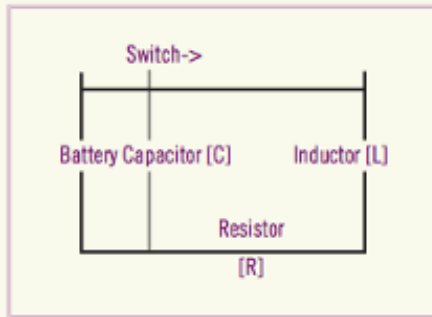 Switch->
Battery Capacitor [C] Inductor [L]
Resistor
[R]